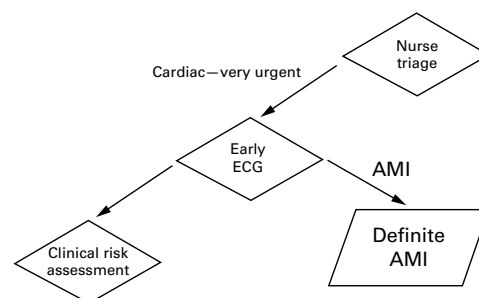 Nurse
triage
Cardiac—very urgent
Early
ECG
AMI
Clinical risk
assessment
Definite
AMI